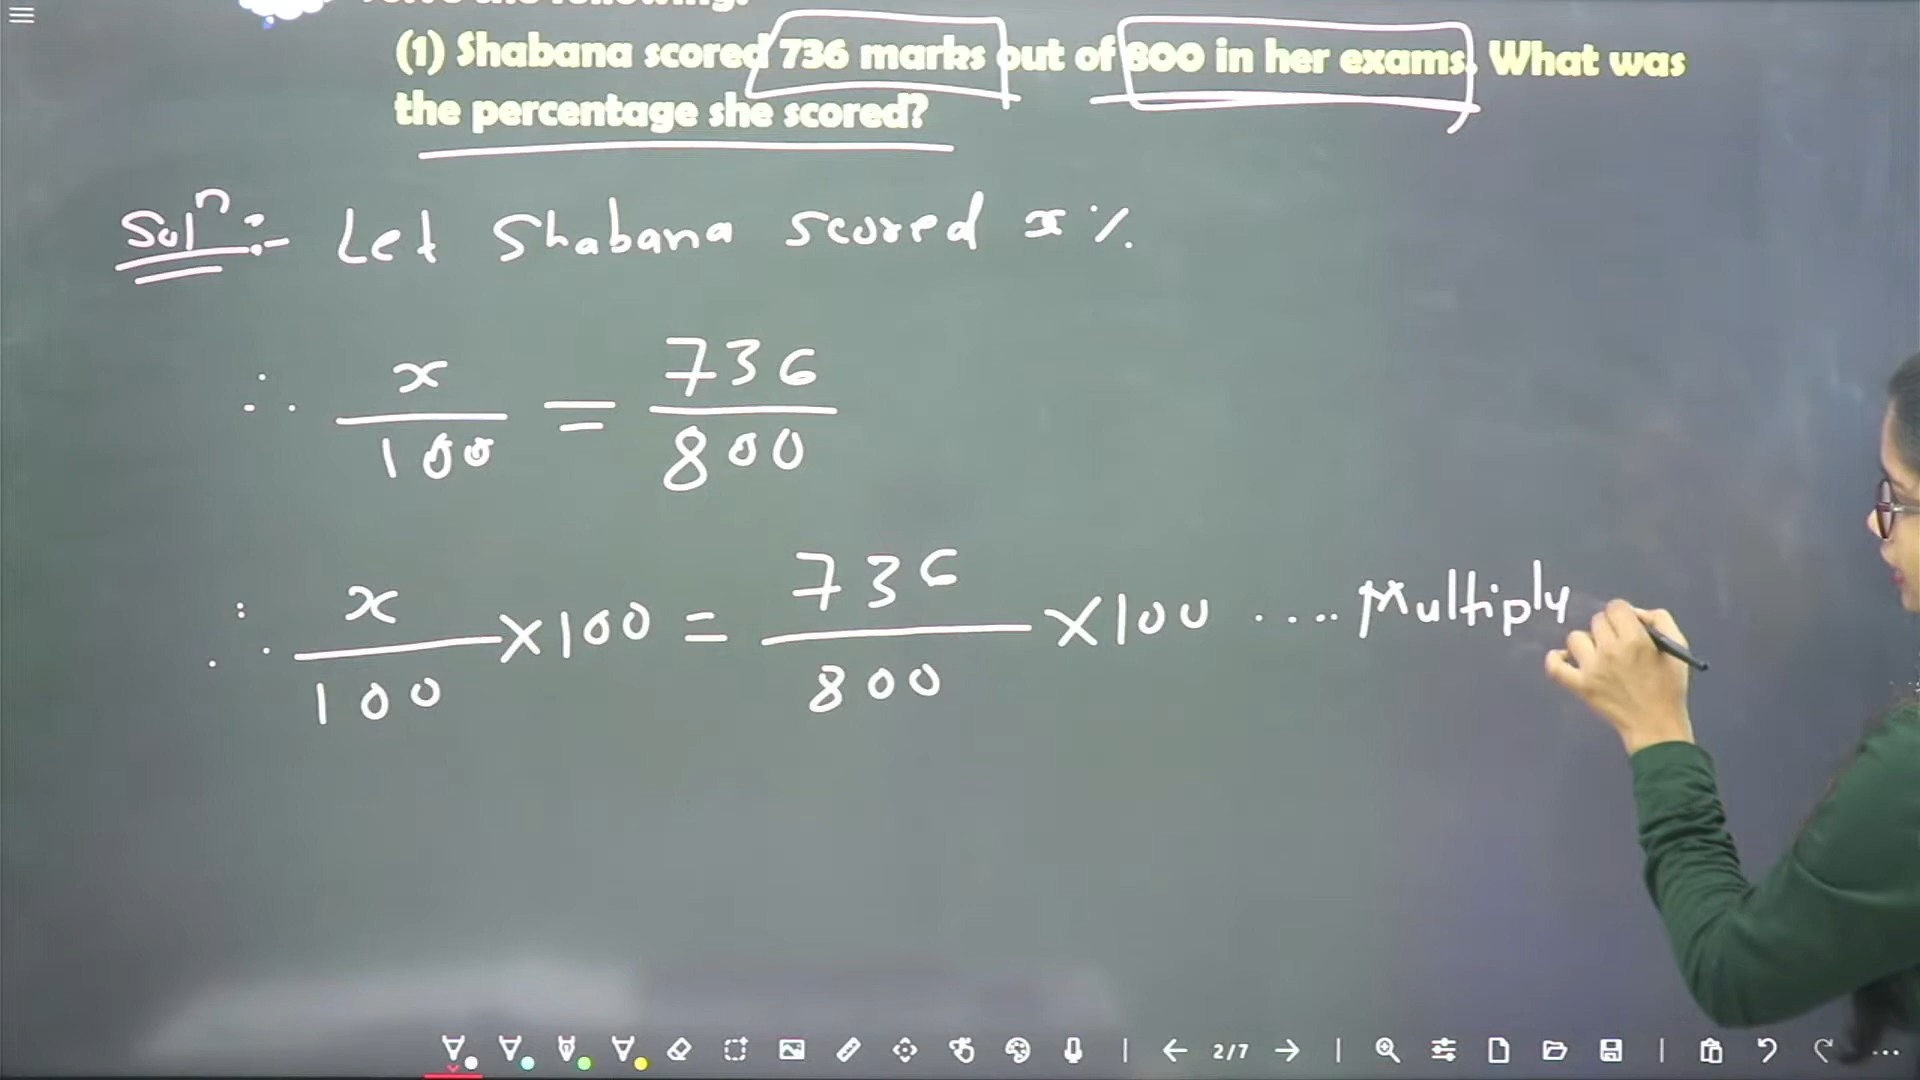 (1) Shabana scored 736 marks out of 800 in her exams. What was
the percentage she scored?
Solⁿ:- Let Shabana scored x %.
∴ x/100 = 736/800
∴ x/100 ×100 = 736/800 ×100 .... Multiply
2/7